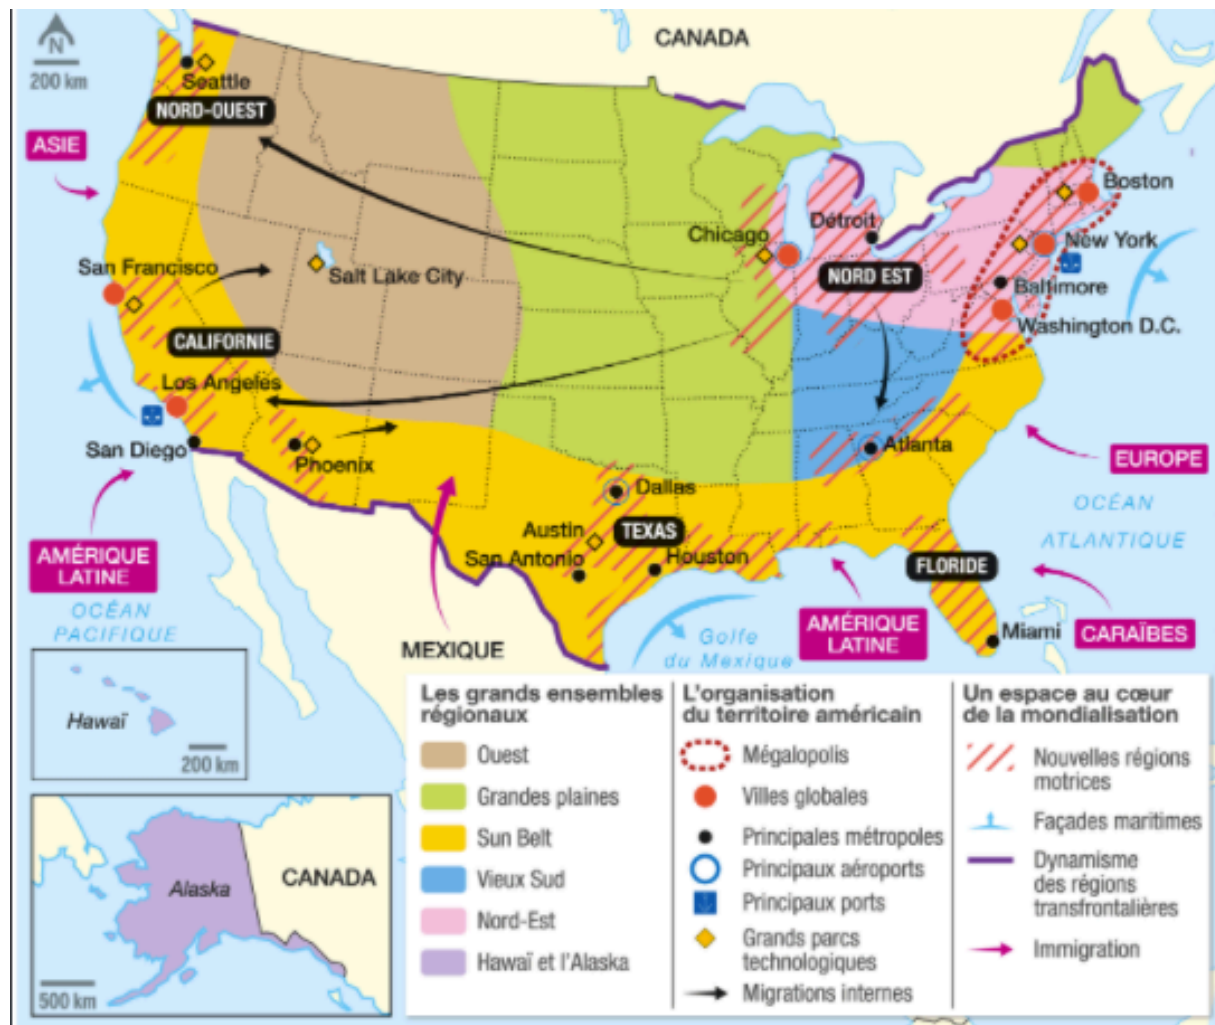 N
200 km
CANADA
Seattle
NORD-OUEST
ASIE
Boston
Détroit
Chicago
New York
San Francisco
Salt Lake City
NORD EST
Baltimore
Washington D.C.
CALIFORNIE
Los Angeles
San Diego
Phoenix
Atlanta
EUROPE
Dallas
OCÉAN
ATLANTIQUE
Austin
TEXAS
San Antonio
Houston
FLORIDE
AMÉRIQUE
LATINE
OCÉAN
PACIFIQUE
MEXIQUE
Golfe
du Mexique
AMÉRIQUE
LATINE
Miami
CARAÏBES
Hawaï
200 km
Alaska
CANADA
500 km
Les grands ensembles
régionaux
Ouest
Grandes plaines
Sun Belt
Vieux Sud
Nord-Est
Hawaï et l'Alaska
L'organisation
du territoire américain
Mégalopolis
Villes globales
Principales métropoles
Principaux aéroports
Principaux ports
Grands parcs
technologiques
Migrations internes
Un espace au cœur
de la mondialisation
Nouvelles régions
motrices
Façades maritimes
Dynamisme
des régions
transfrontalières
Immigration